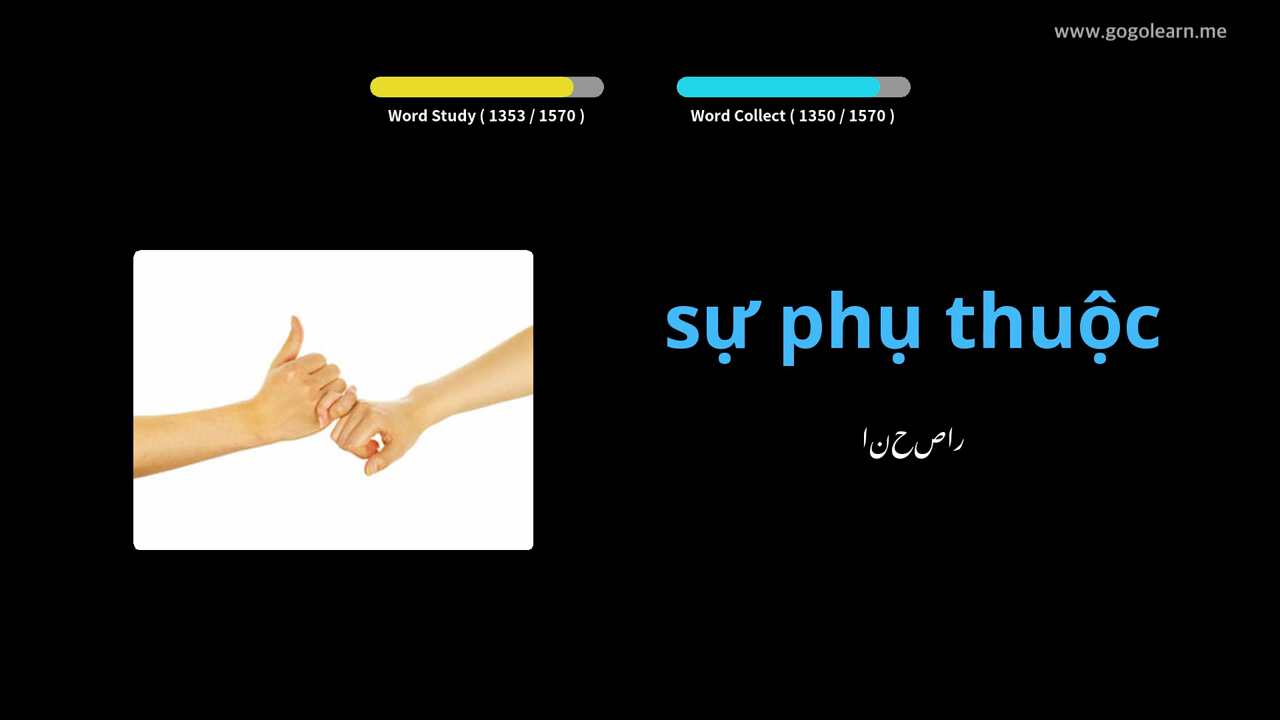 www.gogolearn.me
Word Study ( 1353 / 1570 )
Word Collect ( 1350 / 1570 )
sự phụ thuộc
انحصار